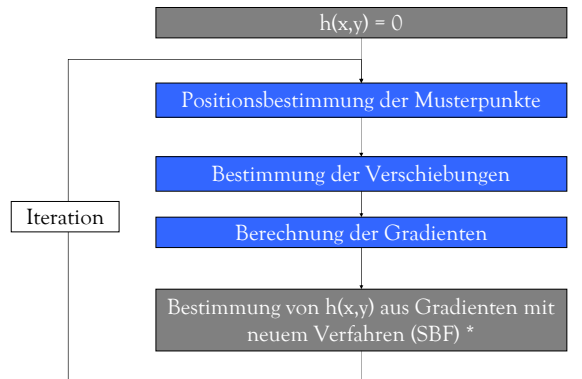 h(x,y) = 0
Positionsbestimmung der Musterpunkte
Bestimmung der Verschiebungen
Iteration
Berechnung der Gradienten
Bestimmung von h(x,y) aus Gradienten mit
neuem Verfahren (SBF) *